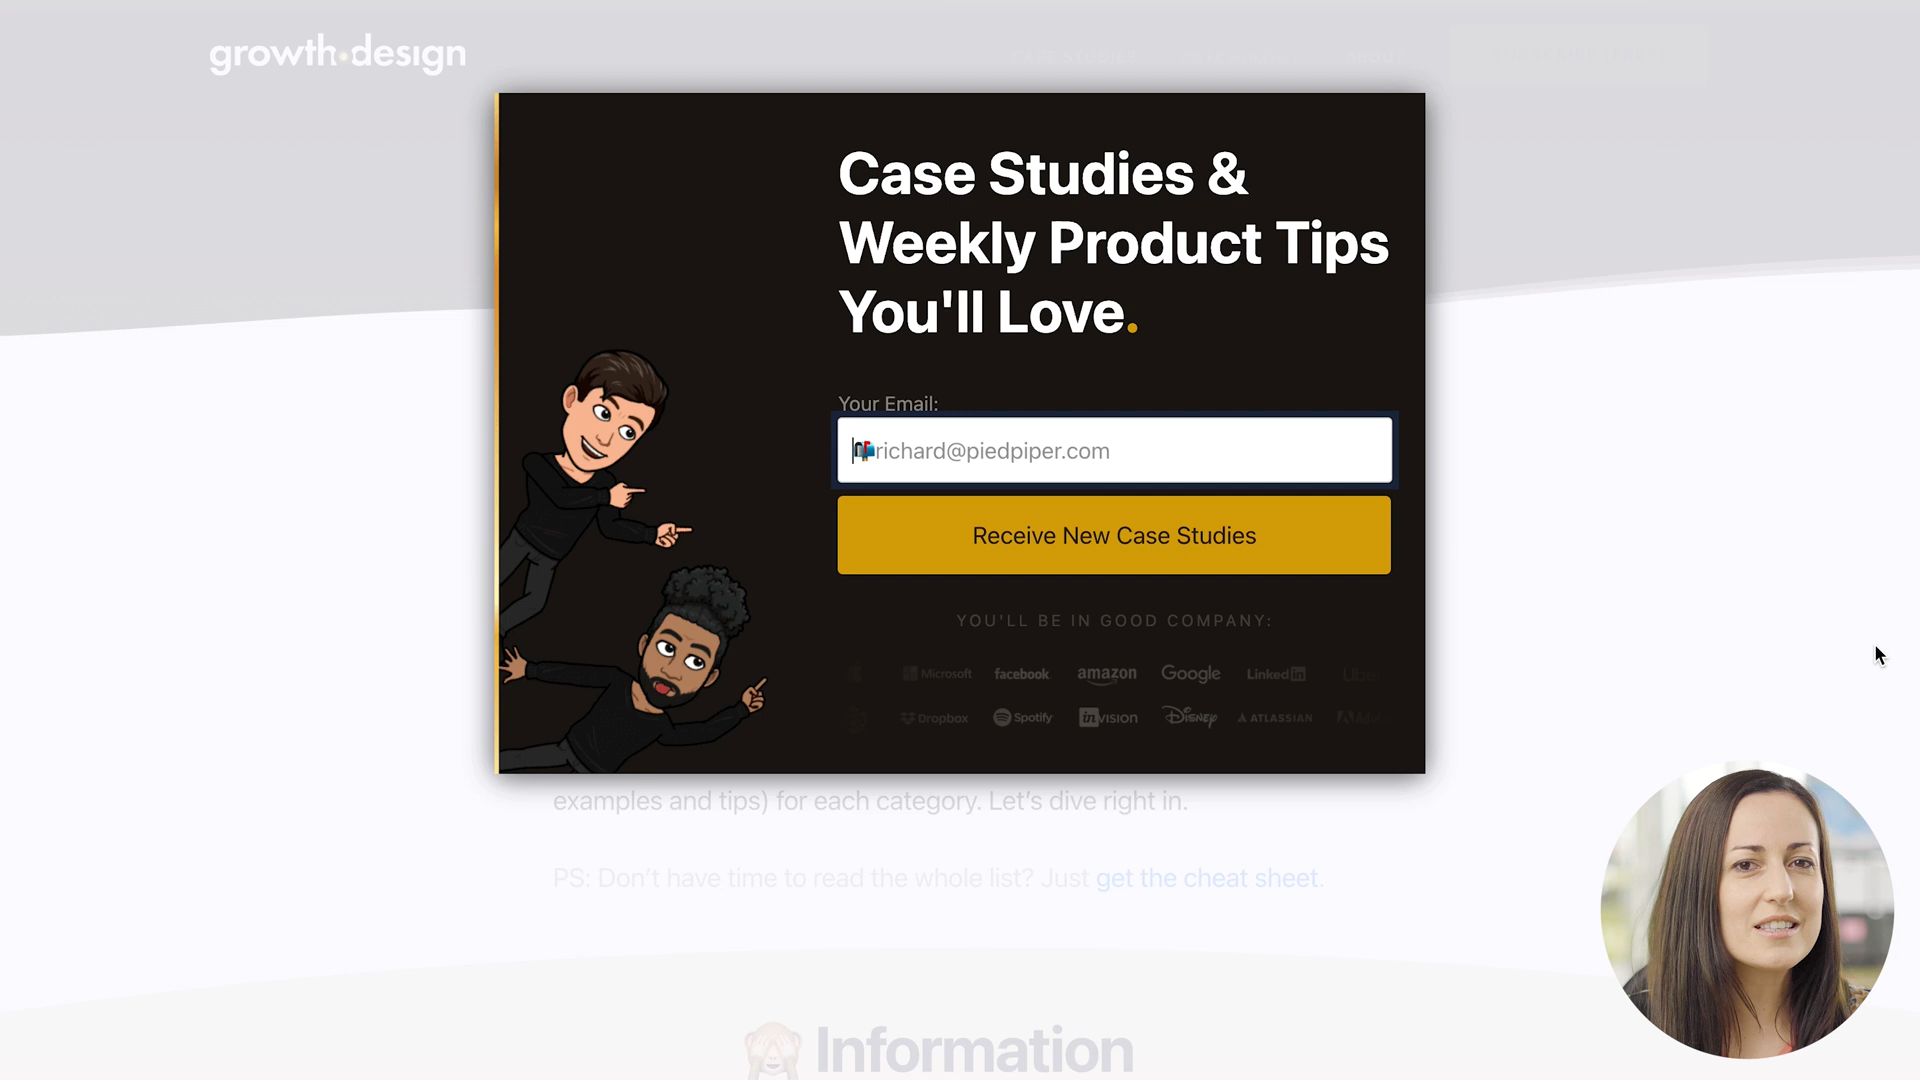 growth.design
Case Studies &
Weekly Product Tips
You'll Love.
Your Email:
richard@piedpiper.com
Receive New Case Studies
YOU'LL BE IN GOOD COMPANY:
Microsoft facebook amazon Google LinkedIn Uber
Dropbox Spotify invision Disney ATLASSIAN
examples and tips) for each category. Let’s dive right in.
PS: Don’t have time to read the whole list? Just get the cheat sheet.
Information